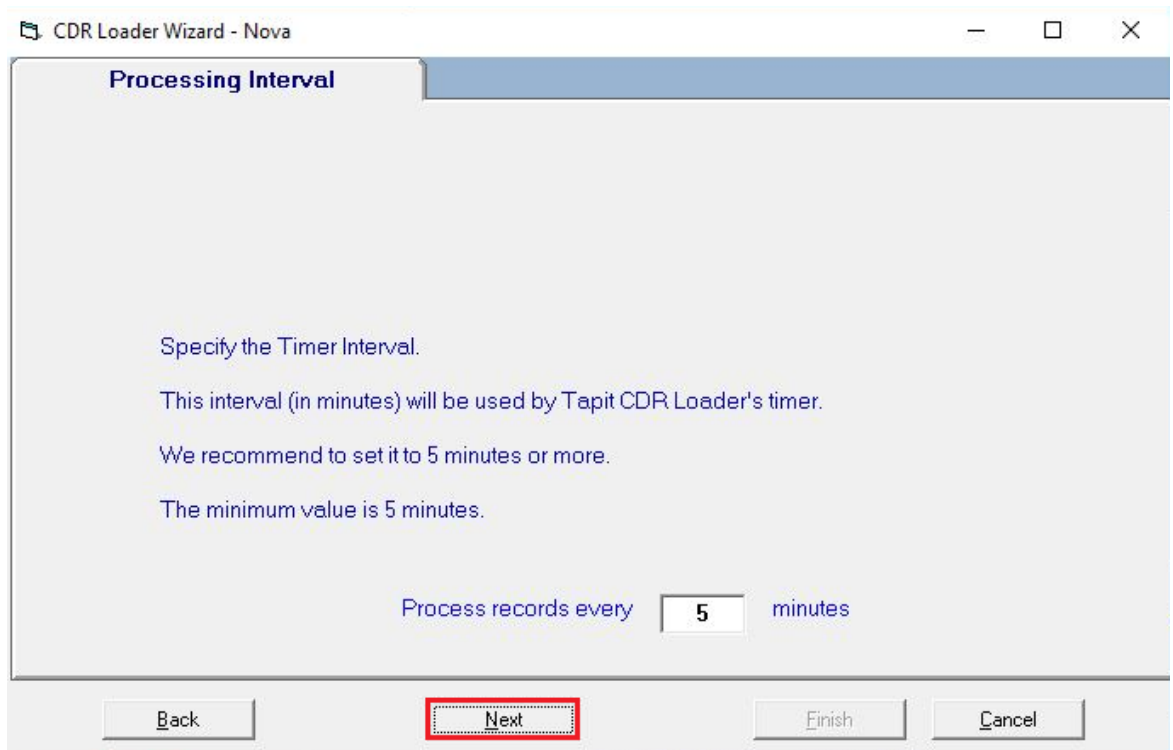 CDR Loader Wizard - Nova
Processing Interval
Specify the Timer Interval.
This interval (in minutes) will be used by Tapit CDR Loader's timer.
We recommend to set it to 5 minutes or more.
The minimum value is 5 minutes.
Process records every 5 minutes
Back Next Finish Cancel